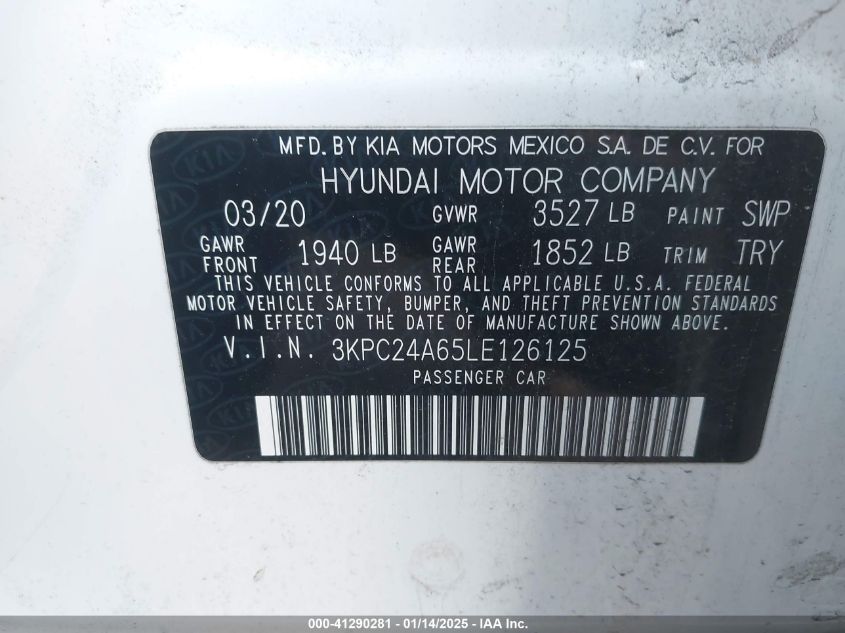 MFD. BY KIA MOTORS MEXICO S.A. DE C.V. FOR
HYUNDAI MOTOR COMPANY
03/20 GVWR 3527 LB PAINT SWP
GAWR FRONT 1940 LB GAWR REAR 1852 LB TRIM TRY
THIS VEHICLE CONFORMS TO ALL APPLICABLE U.S.A. FEDERAL
MOTOR VEHICLE SAFETY, BUMPER, AND THEFT PREVENTION STANDARDS
IN EFFECT ON THE DATE OF MANUFACTURE SHOWN ABOVE.
V.I.N. 3KPC24A65LE126125
PASSENGER CAR
000-41290281 - 01/14/2025 - IAA Inc.